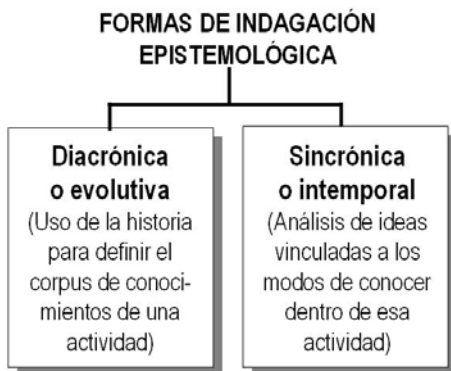 FORMAS DE INDAGACIÓN
EPISTEMOLÓGICA
Diacrónica
o evolutiva
(Uso de la historia
para definir el
corpus de conoci-
mientos de una
actividad)
Sincrónica
o intemporal
(Análisis de ideas
vinculadas a los
modos de conocer
dentro de esa
actividad)